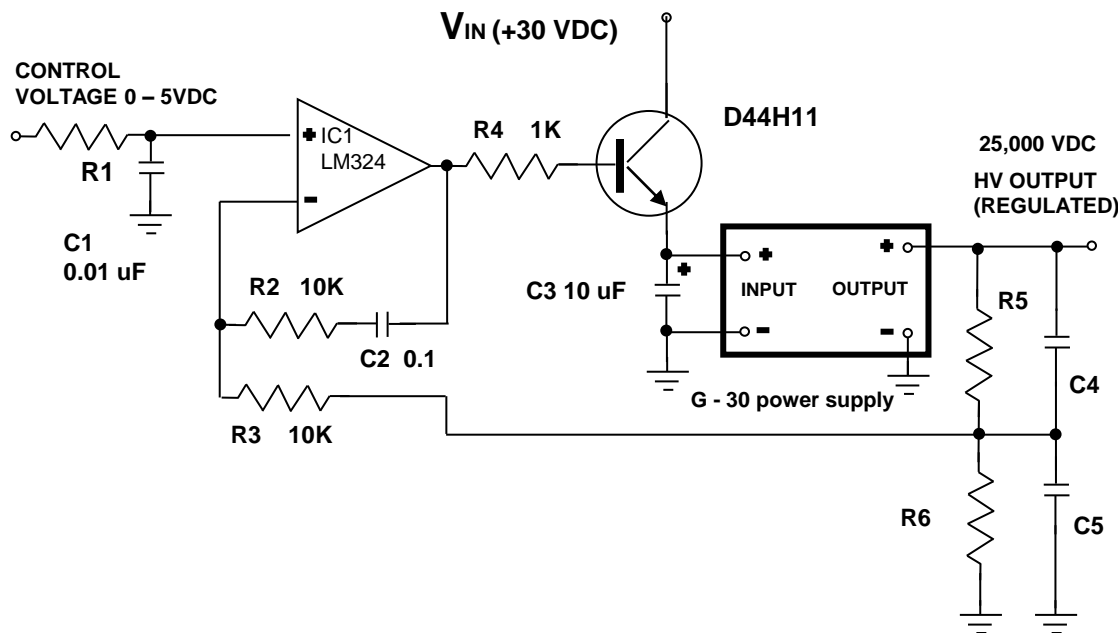 VIN (+30 VDC)
CONTROL
VOLTAGE 0 – 5VDC
R1
C1
0.01 uF
+
IC1
LM324
-
R4 1K
D44H11
25,000 VDC
HV OUTPUT
(REGULATED)
R2 10K
C2 0.1
R3 10K
C3 10 uF
+
+
INPUT
-
+
OUTPUT
-
G - 30 power supply
R5
C4
R6
C5